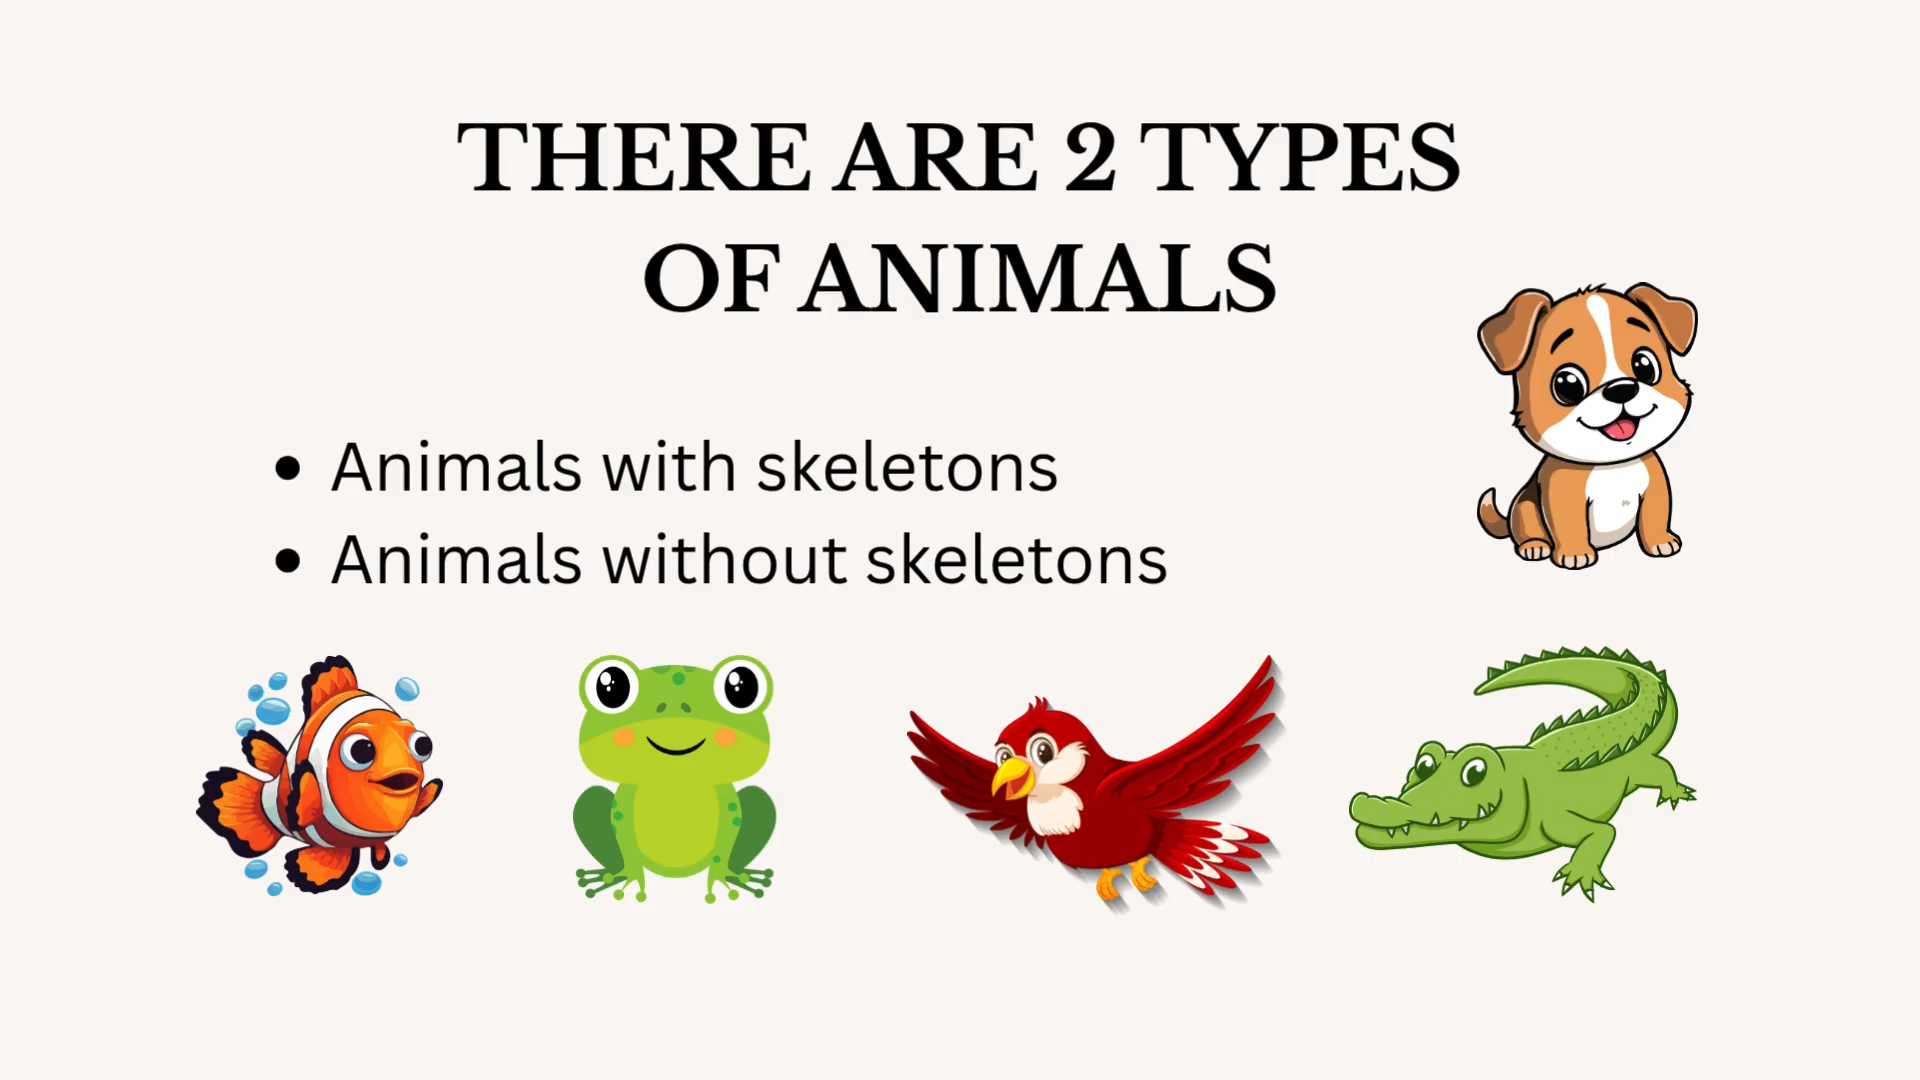 THERE ARE 2 TYPES
OF ANIMALS
• Animals with skeletons
• Animals without skeletons